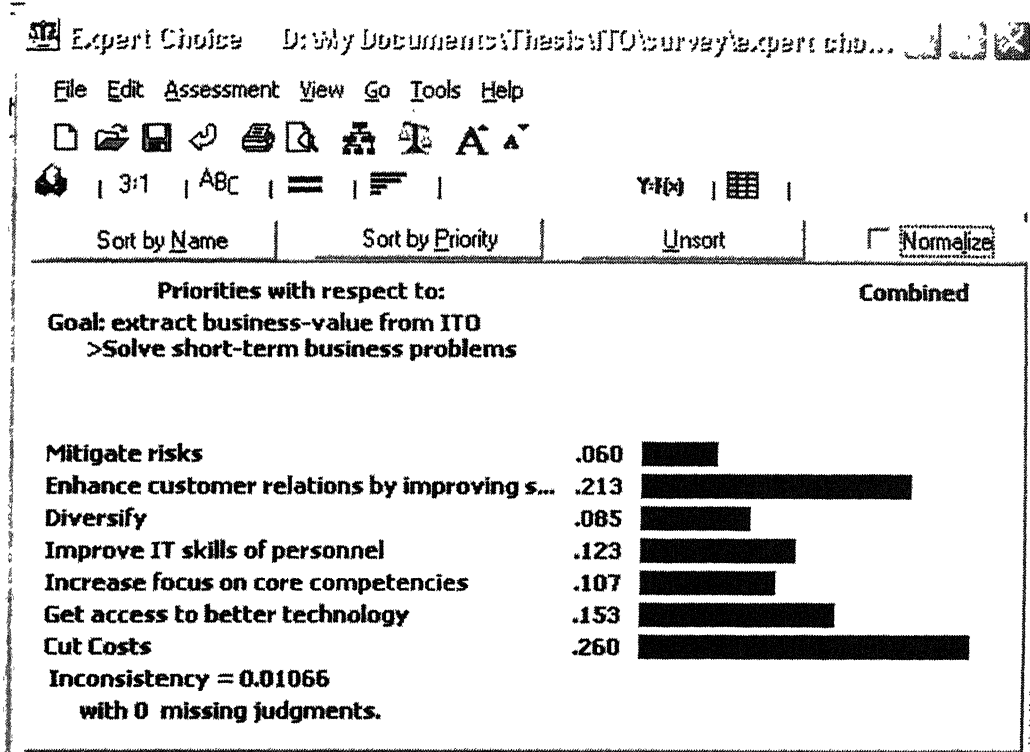 Expert Choice D:\My Documents\Thesis\ITO\survey\expert cho...
File Edit Assessment View Go Tools Help
3:1 ABC Y=F(x)
Sort by Name Sort by Priority Unsort Normalize
Priorities with respect to: Combined
Goal: extract business-value from ITO
>Solve short-term business problems
Mitigate risks .060
Enhance customer relations by improving s... .213
Diversify .085
Improve IT skills of personnel .123
Increase focus on core competencies .107
Get access to better technology .153
Cut Costs .260
Inconsistency = 0.01066
with 0 missing judgments.